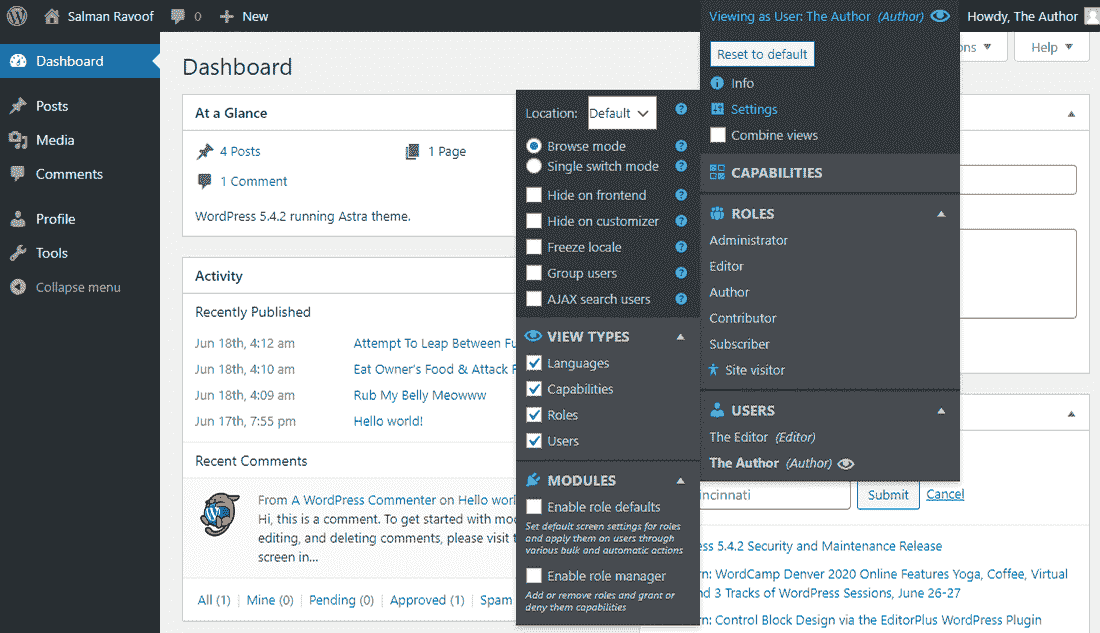 Salman Ravoof 0 New
Viewing as User: The Author (Author)
Howdy, The Author
Dashboard
Posts
Media
Comments
Profile
Tools
Collapse menu
Dashboard
Help
At a Glance
4 Posts 1 Page
1 Comment
WordPress 5.4.2 running Astra theme.
Activity
Recently Published
Jun 18th, 4:12 am Attempt To Leap Between
Jun 18th, 4:10 am Eat Owner's Food & Attack
Jun 18th, 4:09 am Rub My Belly Meowww
Jun 17th, 7:55 pm Hello world!
Recent Comments
From A WordPress Commenter on Hello
Hi, this is a comment. To get started with
editing, and deleting comments, please visit
screen in...
All (1) Mine (0) Pending (0) Approved (1) Spam
Location: Default
Browse mode
Single switch mode
Hide on frontend
Hide on customizer
Freeze locale
Group users
AJAX search users
VIEW TYPES
Languages
Capabilities
Roles
Users
MODULES
Enable role defaults
Set default screen settings for roles
and apply them on users through
various bulk and automatic actions
Enable role manager
Add or remove roles and grant or
deny them capabilities
Reset to default
Info
Settings
Combine views
CAPABILITIES
ROLES
Administrator
Editor
Author
Contributor
Subscriber
Site visitor
USERS
The Editor (Editor)
The Author (Author)
Submit Cancel
5.4.2 Security and Maintenance Release
WordCamp Denver 2020 Online Features Yoga, Coffee, Virtual
3 Tracks of WordPress Sessions, June 26-27
Control Block Design via the EditorPlus WordPress Plugin